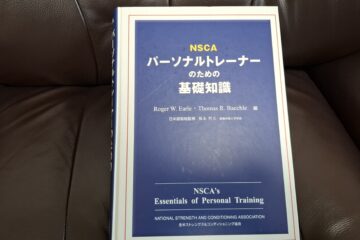 NSCA
パーソナルトレーナー
のための
基礎知識
Roger W. Earle・Thomas R. Baechle 編
NSCA's
Essentials of Personal Training
NATIONAL STRENGTH AND CONDITIONING ASSOCIATION